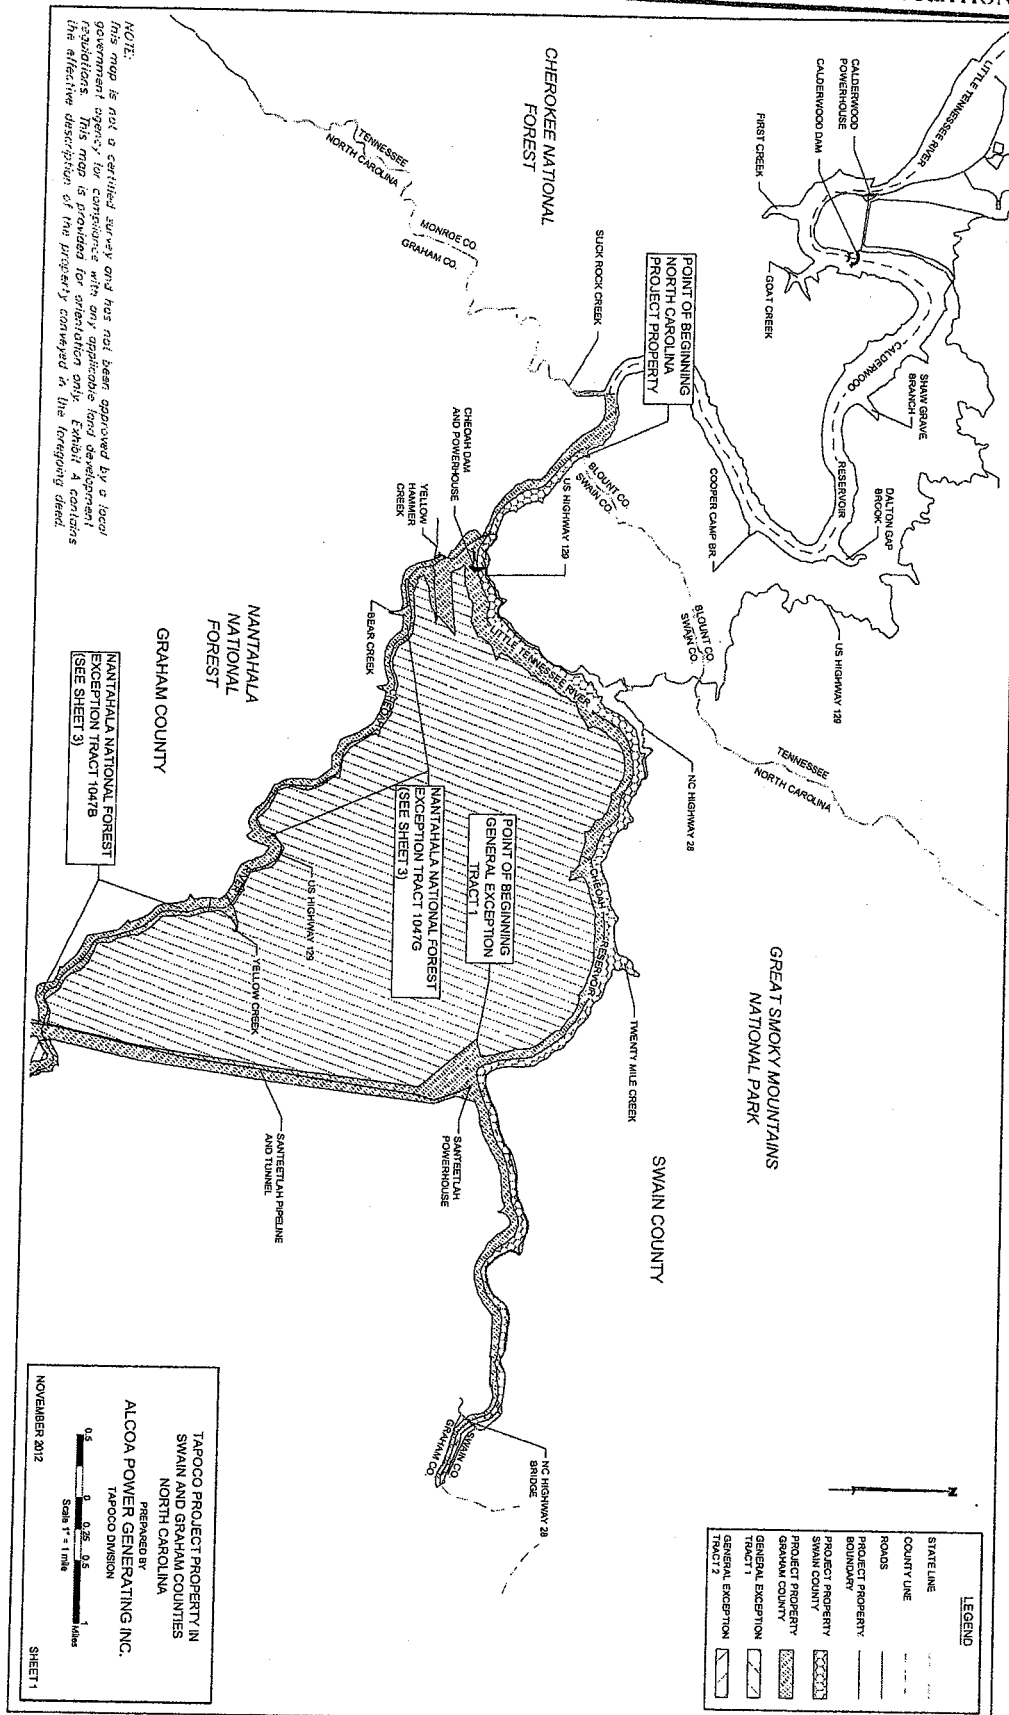 LITTLE TENNESSEE RIVER
CALDERWOOD
POWERHOUSE
CALDERWOOD DAM
FIRST CREEK
GOAT CREEK
CALDERWOOD
RESERVOIR
SHAW GRAVE
BRANCH
DALTON GAP
BROOK
COOPER CAMP BR.
US HIGHWAY 129
CHEROKEE NATIONAL
FOREST
TENNESSEE
NORTH CAROLINA
MONROE CO.
GRAHAM CO.
SLICK ROCK CREEK
POINT OF BEGINNING
NORTH CAROLINA
PROJECT PROPERTY
BLOUNT CO.
SWAIN CO.
US HIGHWAY 129
BLOUNT CO.
SWAIN CO.
TENNESSEE
NORTH CAROLINA
CHEOAH DAM
AND POWERHOUSE
YELLOW
HAMMER
CREEK
BEAR CREEK
LITTLE TENNESSEE RIVER
NC HIGHWAY 28
CHEOAH RESERVOIR
TWENTY MILE CREEK
GREAT SMOKY MOUNTAINS
NATIONAL PARK
SWAIN COUNTY
NANTAHALA
NATIONAL
FOREST
GRAHAM COUNTY
CHEOAH
RIVER
NANTAHALA NATIONAL FOREST
EXCEPTION TRACT 1047B
(SEE SHEET 3)
NANTAHALA NATIONAL FOREST
EXCEPTION TRACT 1047G
(SEE SHEET 3)
POINT OF BEGINNING
GENERAL EXCEPTION
TRACT 1
US HIGHWAY 129
YELLOW CREEK
SANTEETLAH
POWERHOUSE
SANTEETLAH PIPELINE
AND TUNNEL
NC HIGHWAY 28
BRIDGE
SWAIN CO.
GRAHAM CO.
N
LEGEND
STATE LINE
COUNTY LINE
ROADS
PROJECT PROPERTY
BOUNDARY
PROJECT PROPERTY
SWAIN COUNTY
PROJECT PROPERTY
GRAHAM COUNTY
GENERAL EXCEPTION
TRACT 1
GENERAL EXCEPTION
TRACT 2
NOTE:
This map is not a certified survey and has not been approved by a local
government agency for compliance with any applicable land development
regulations. This map is provided for orientation only. Exhibit A contains
the effective description of the property conveyed in the foregoing deed.
TAPOCO PROJECT PROPERTY IN
SWAIN AND GRAHAM COUNTIES
NORTH CAROLINA
PREPARED BY
ALCOA POWER GENERATING INC.
TAPOCO DIVISION
0.5 0 0.25 0.5 1
Miles
Scale 1" = 1 mile
NOVEMBER 2012
SHEET 1